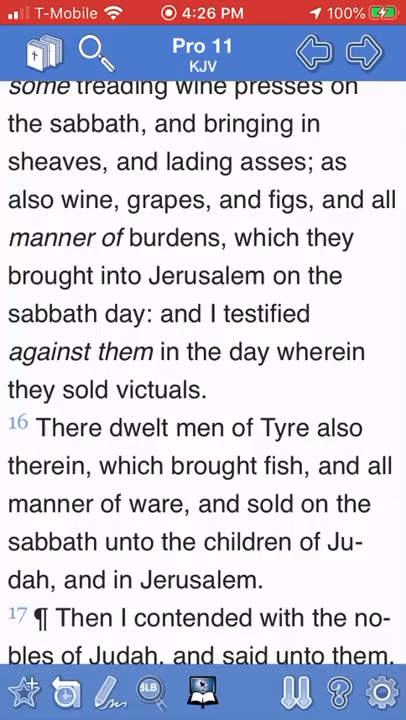 T-Mobile 4:26 PM 100%
Pro 11
KJV
some treading wine presses on
the sabbath, and bringing in
sheaves, and lading asses; as
also wine, grapes, and figs, and all
manner of burdens, which they
brought into Jerusalem on the
sabbath day: and I testified
against them in the day wherein
they sold victuals.
16 There dwelt men of Tyre also
therein, which brought fish, and all
manner of ware, and sold on the
sabbath unto the children of Ju-
dah, and in Jerusalem.
17 ¶ Then I contended with the no-
bles of Judah, and said unto them,
BLB